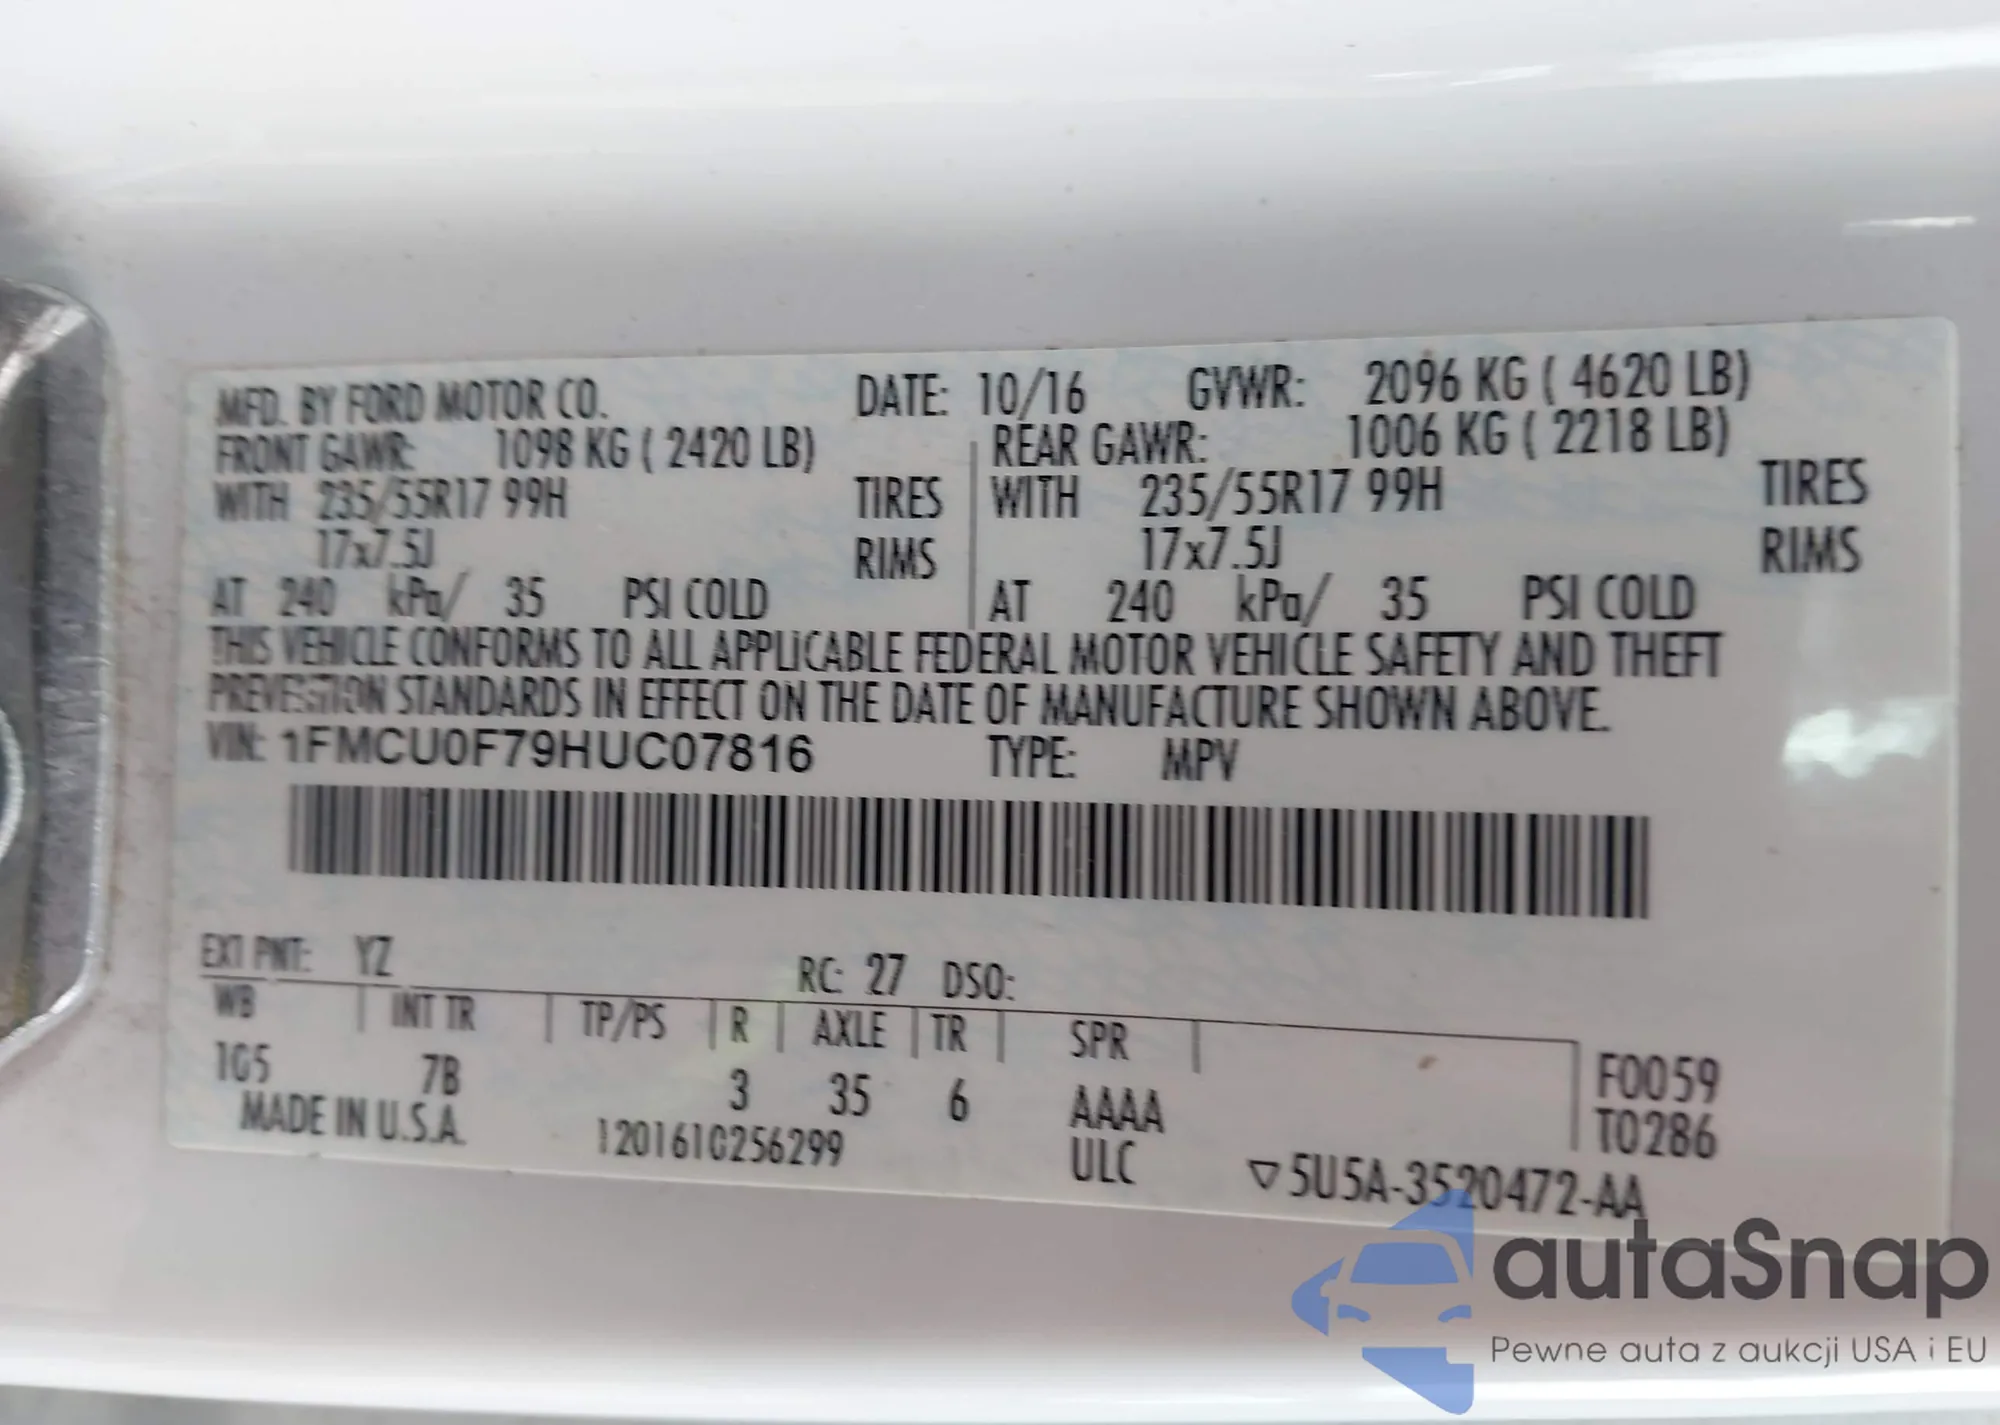 MFD. BY FORD MOTOR CO. DATE: 10/16 GVWR: 2096 KG ( 4620 LB)
FRONT GAWR: 1098 KG ( 2420 LB) REAR GAWR: 1006 KG ( 2218 LB)
WITH 235/55R17 99H TIRES WITH 235/55R17 99H TIRES
17x7.5J RIMS 17x7.5J RIMS
AT 240 kPa/ 35 PSI COLD AT 240 kPa/ 35 PSI COLD
THIS VEHICLE CONFORMS TO ALL APPLICABLE FEDERAL MOTOR VEHICLE SAFETY AND THEFT
PREVENTION STANDARDS IN EFFECT ON THE DATE OF MANUFACTURE SHOWN ABOVE.
VIN: 1FMCU0F79HUC07816 TYPE: MPV
EXT PNT: YZ RC: 27 DSO:
WB INT TR TP/PS R AXLE TR SPR
105 7B 3 35 6 AAAA F0059
MADE IN U.S.A. 1201610256299 ULC T0286
▽5U5A-3520472-AA
autaSnap
Pewne auta z aukcji USA i EU